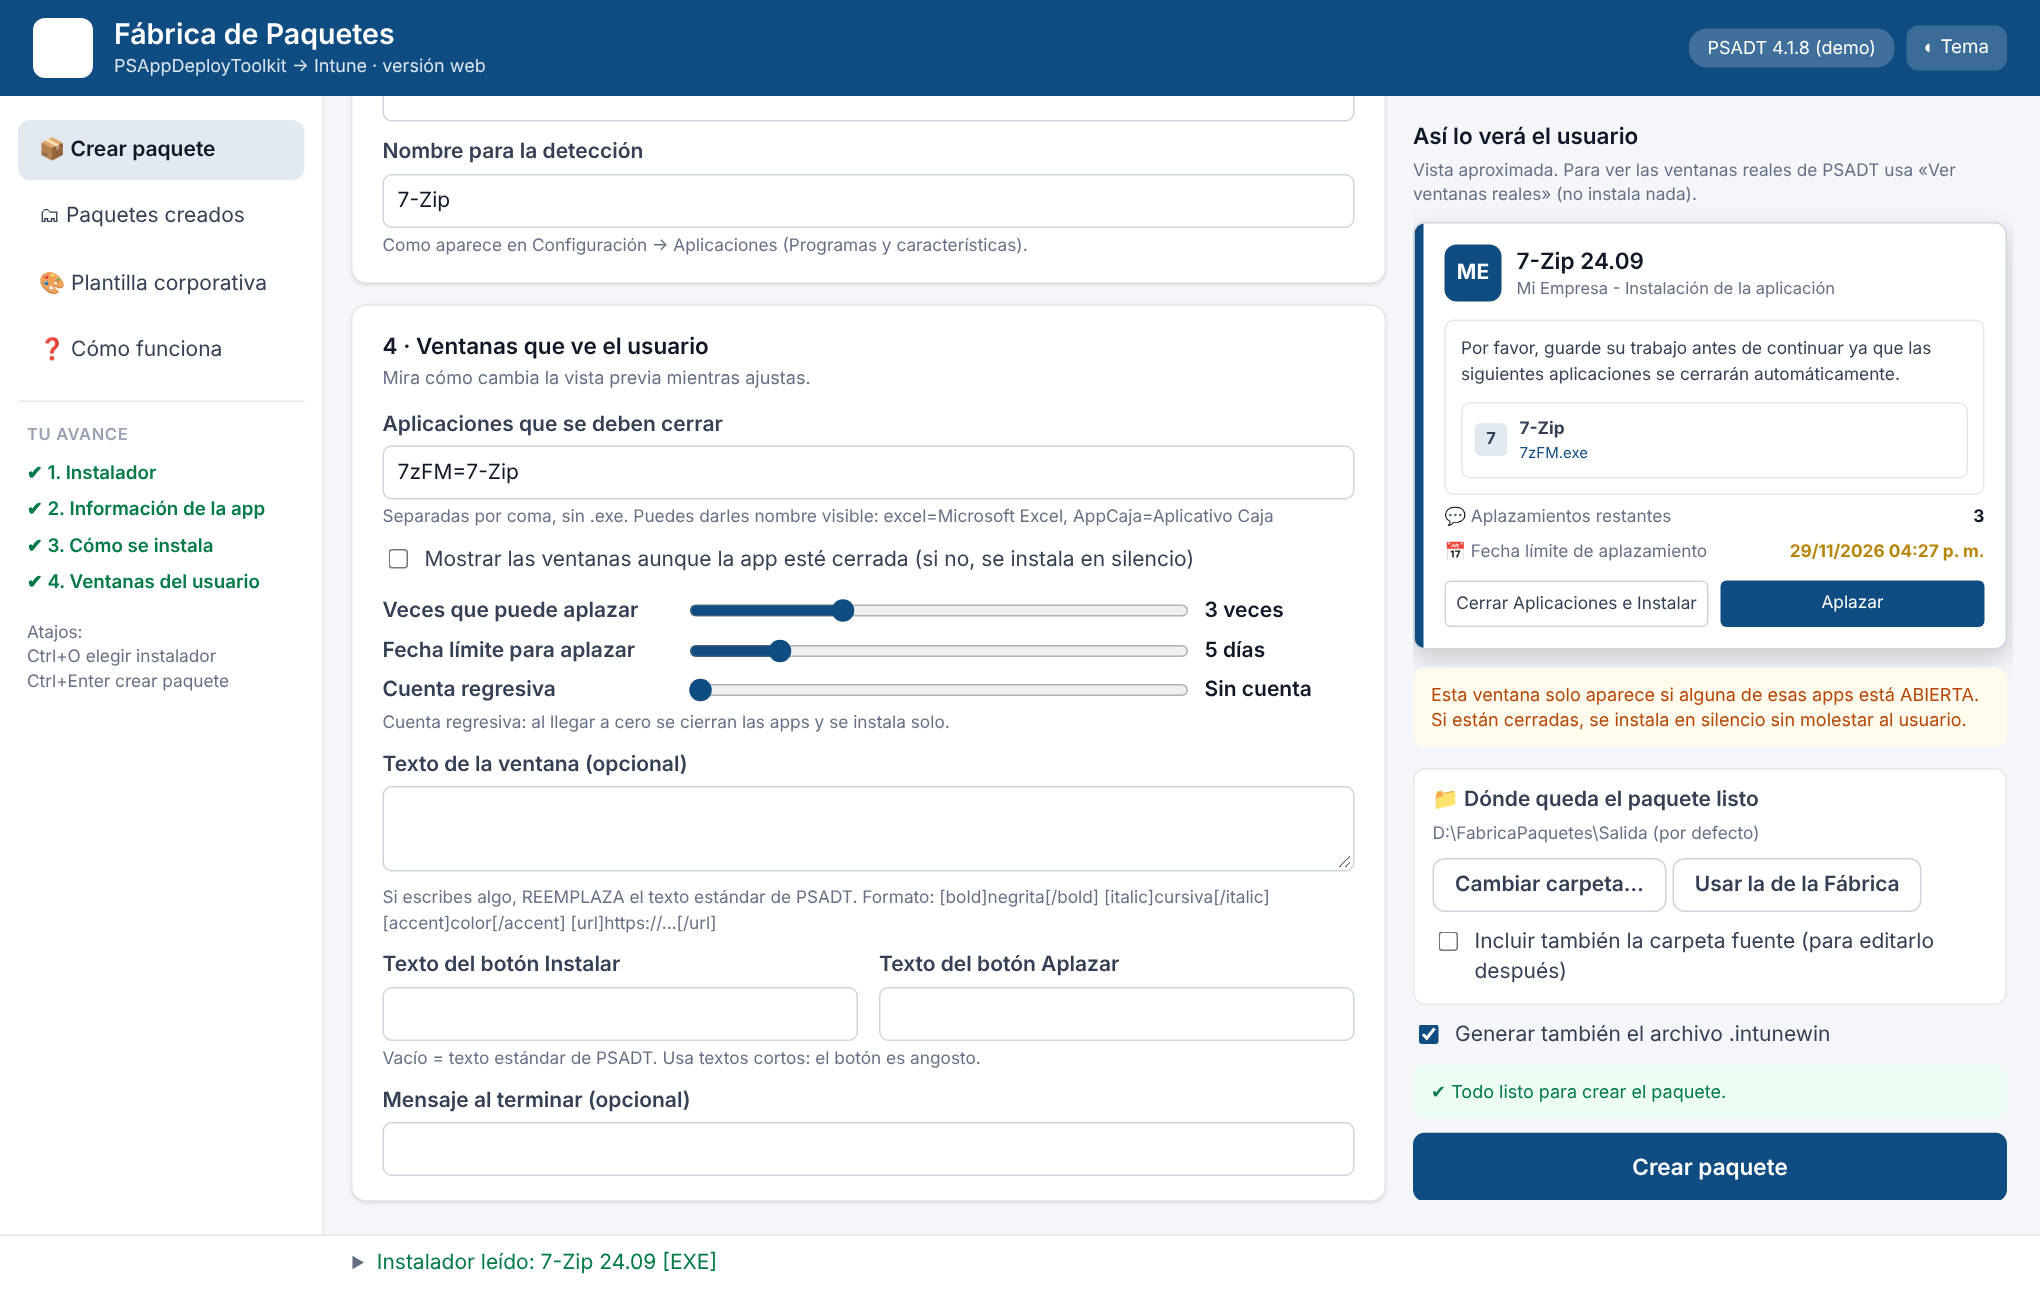 Fábrica de Paquetes
PSAppDeployToolkit → Intune · versión web
PSADT 4.1.8 (demo)
Tema
Crear paquete
Paquetes creados
Plantilla corporativa
Cómo funciona
TU AVANCE
✔ 1. Instalador
✔ 2. Información de la app
✔ 3. Cómo se instala
✔ 4. Ventanas del usuario
Atajos:
Ctrl+O elegir instalador
Ctrl+Enter crear paquete
Nombre para la detección
7-Zip
Como aparece en Configuración → Aplicaciones (Programas y características).
4 · Ventanas que ve el usuario
Mira cómo cambia la vista previa mientras ajustas.
Aplicaciones que se deben cerrar
7zFM=7-Zip
Separadas por coma, sin .exe. Puedes darles nombre visible: excel=Microsoft Excel, AppCaja=Aplicativo Caja
Mostrar las ventanas aunque la app esté cerrada (si no, se instala en silencio)
Veces que puede aplazar 3 veces
Fecha límite para aplazar 5 días
Cuenta regresiva Sin cuenta
Cuenta regresiva: al llegar a cero se cierran las apps y se instala solo.
Texto de la ventana (opcional)
Si escribes algo, REEMPLAZA el texto estándar de PSADT. Formato: [bold]negrita[/bold] [italic]cursiva[/italic]
[accent]color[/accent] [url]https://...[/url]
Texto del botón Instalar
Texto del botón Aplazar
Vacío = texto estándar de PSADT. Usa textos cortos: el botón es angosto.
Mensaje al terminar (opcional)
Así lo verá el usuario
Vista aproximada. Para ver las ventanas reales de PSADT usa «Ver
ventanas reales» (no instala nada).
ME
7-Zip 24.09
Mi Empresa - Instalación de la aplicación
Por favor, guarde su trabajo antes de continuar ya que las
siguientes aplicaciones se cerrarán automáticamente.
7
7-Zip
7zFM.exe
Aplazamientos restantes 3
Fecha límite de aplazamiento 29/11/2026 04:27 p. m.
Cerrar Aplicaciones e Instalar
Aplazar
Esta ventana solo aparece si alguna de esas apps está ABIERTA.
Si están cerradas, se instala en silencio sin molestar al usuario.
Dónde queda el paquete listo
D:\FabricaPaquetes\Salida (por defecto)
Cambiar carpeta...
Usar la de la Fábrica
Incluir también la carpeta fuente (para editarlo
después)
Generar también el archivo .intunewin
✔ Todo listo para crear el paquete.
Crear paquete
Instalador leído: 7-Zip 24.09 [EXE]